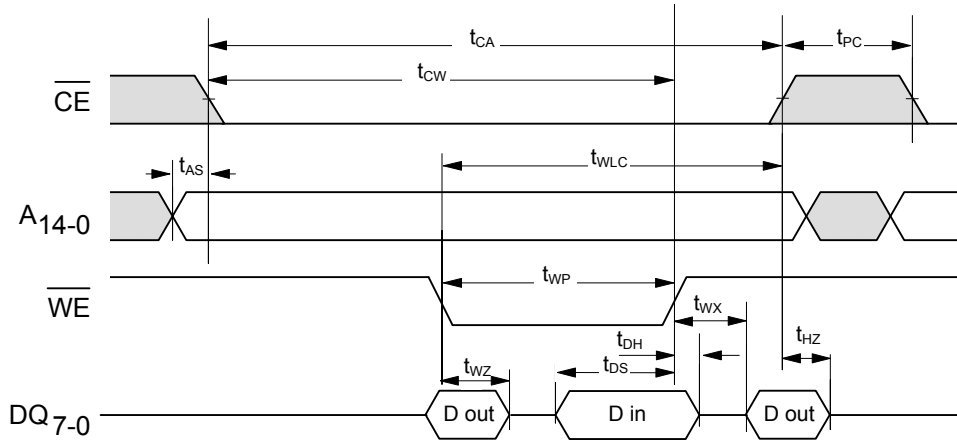 tCA
tPC
tCW
CE
tWLC
tAS
A14-0
tWP
WE
tWX
tDH
tHZ
tWZ
tDS
DQ7-0
D out
D in
D out